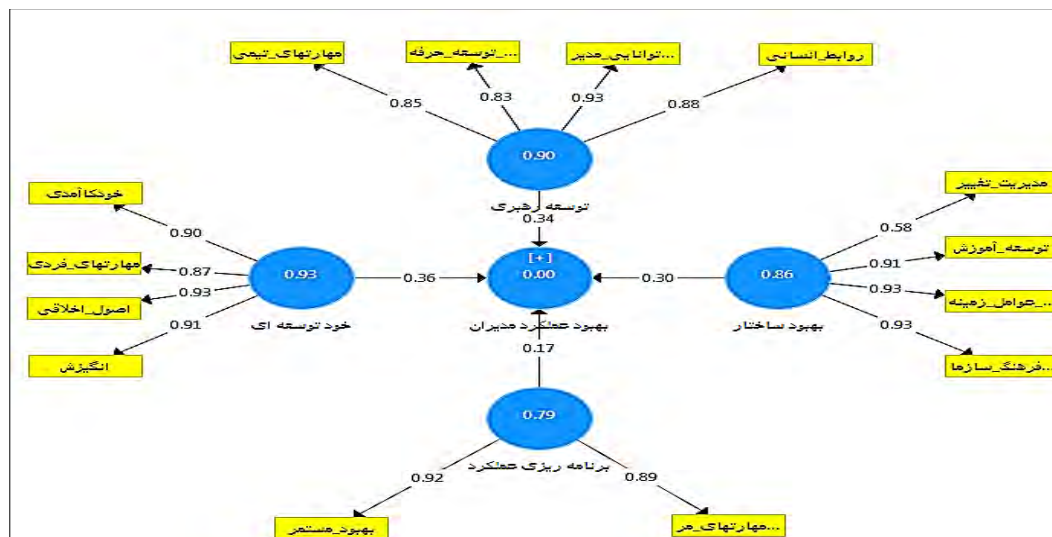 مهارتهای_تیمی
توسعه_حرفه_...
توانایی_مدیر...
روابط_انسانی
0.85
0.83
0.93
0.88
0.90
توسعه رهبری
0.34
خودکاآمدی
مهارتهای_فردی
اصول_اخلاقی
انگیزش
0.90
0.87
0.93
0.91
0.93
خود توسعه ای
0.36
[+]
0.00
بهبود عملکرد مدیران
0.30
0.86
بهبود ساختار
0.58
0.91
0.93
0.93
مدیریت_تغییر
توسعه_آموزش
عوامل_زمینه_...
فرهنگ_سازما...
0.17
0.79
برنامه ریزی عملکرد
0.92
0.89
بهبود_مستمر
مهارتهای_مر...